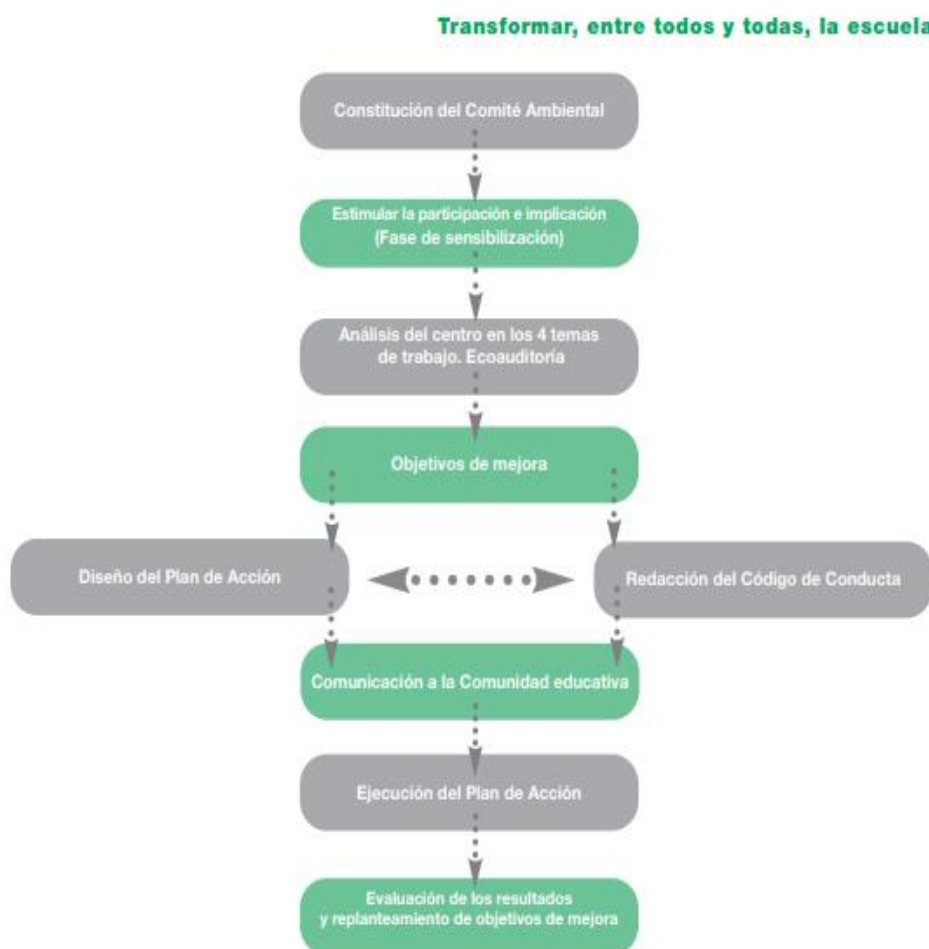 Transformar, entre todos y todas, la escuela
Constitución del Comité Ambiental
Estimular la participación e implicación
(Fase de sensibilización)
Análisis del centro en los 4 temas
de trabajo. Ecoauditoría
Objetivos de mejora
Diseño del Plan de Acción
Redacción del Código de Conducta
Comunicación a la Comunidad educativa
Ejecución del Plan de Acción
Evaluación de los resultados
y replanteamiento de objetivos de mejora